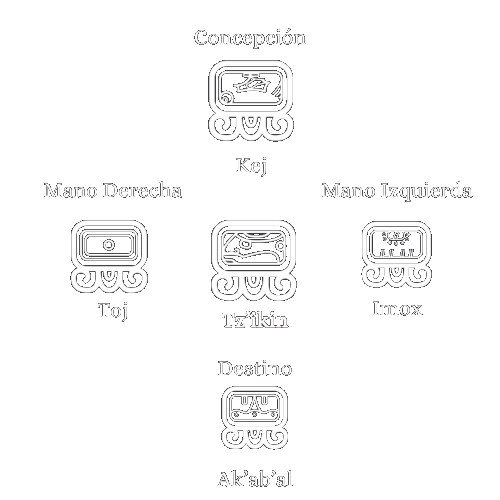 Concepción
Kej
Mano Derecha
Mano Izquierda
Toj
Tz'ikin
Imox
Destino
Ak'ab'al